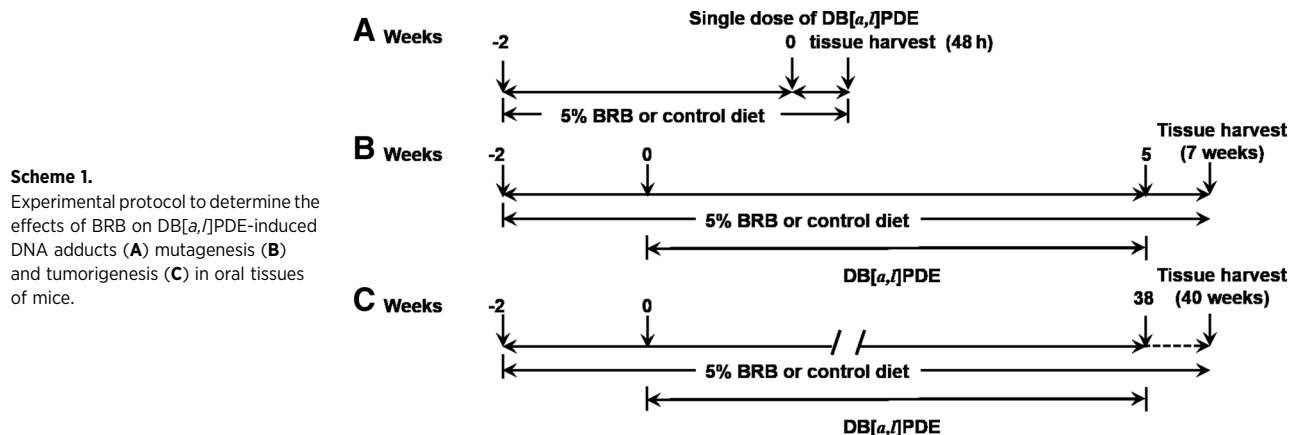 Scheme 1.
Experimental protocol to determine the
effects of BRB on DB[a,l]PDE-induced
DNA adducts (A) mutagenesis (B)
and tumorigenesis (C) in oral tissues
of mice.
Single dose of DB[a,l]PDE
A Weeks -2 0 tissue harvest (48 h)
5% BRB or control diet
Tissue harvest
B Weeks -2 0 5 (7 weeks)
5% BRB or control diet
DB[a,l]PDE
Tissue harvest
C Weeks -2 0 38 (40 weeks)
5% BRB or control diet
DB[a,l]PDE